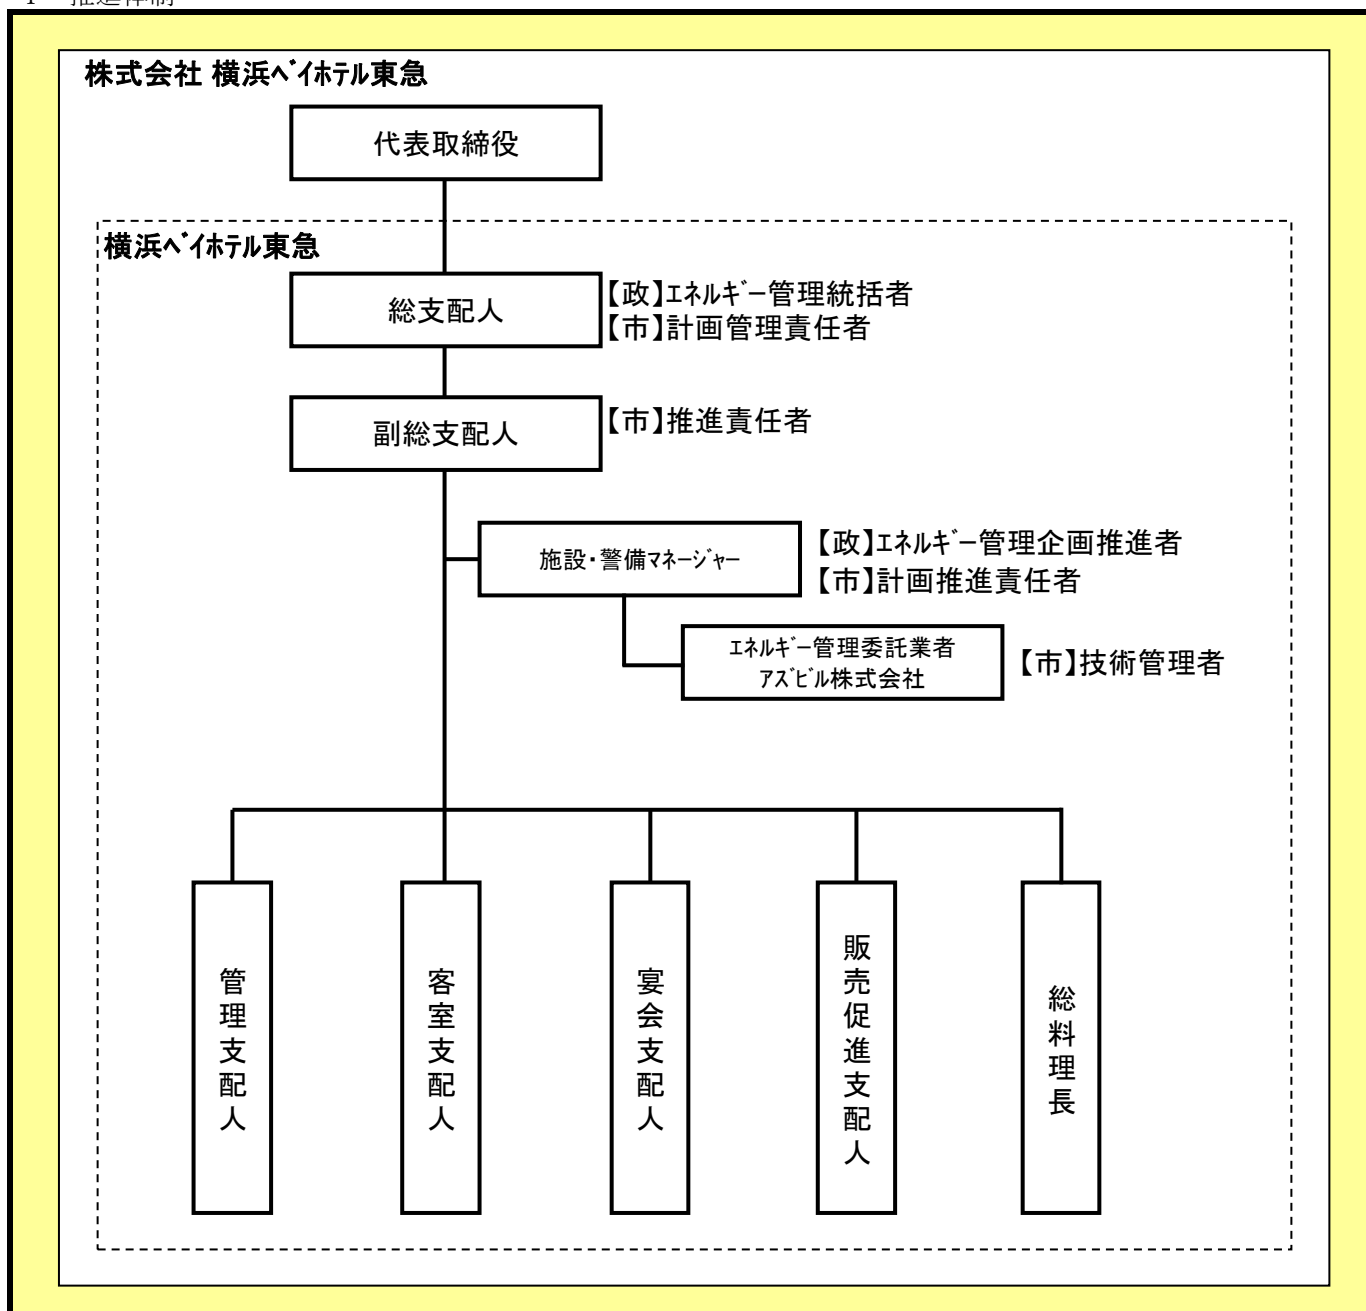 株式会社 横浜ベイホテル東急
代表取締役
横浜ベイホテル東急
総支配人
【政】エネルギー管理統括者
【市】計画管理責任者
副総支配人
【市】推進責任者
施設・警備マネージャー
【政】エネルギー管理企画推進者
【市】計画推進責任者
エネルギー管理委託業者
アズビル株式会社
【市】技術管理者
管理支配人
客室支配人
宴会支配人
販売促進支配人
総料理長